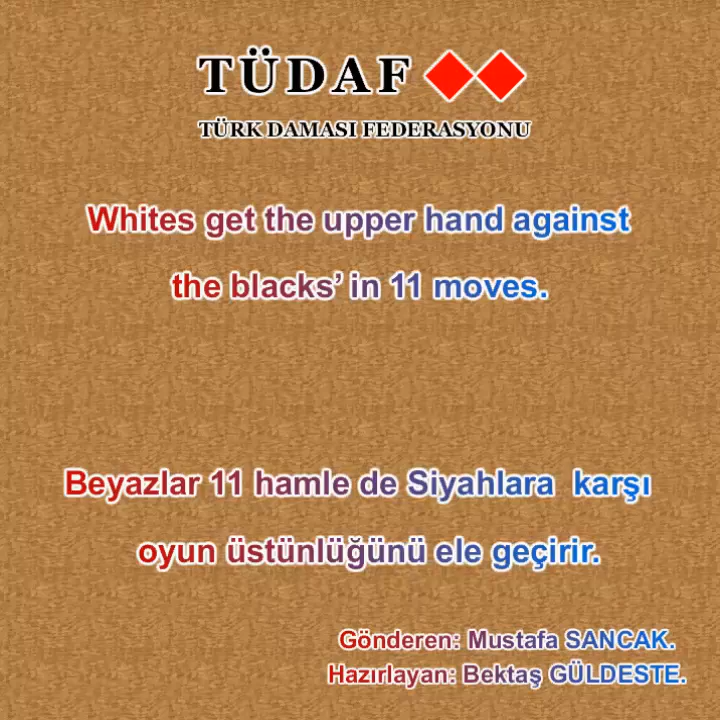 TÜDAF
TÜRK DAMASI FEDERASYONU
Whites get the upper hand against
the blacks’ in 11 moves.
Beyazlar 11 hamle de Siyahlara karşı
oyun üstünlüğünü ele geçirir.
Gönderen: Mustafa SANCAK.
Hazırlayan: Bektaş GÜLDESTE.